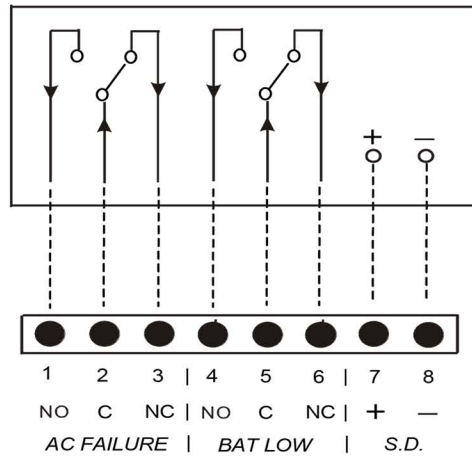 + —
1 2 3 | 4 5 6 | 7 8
NO C NC | NO C NC | + —
AC FAILURE | BAT LOW | S.D.